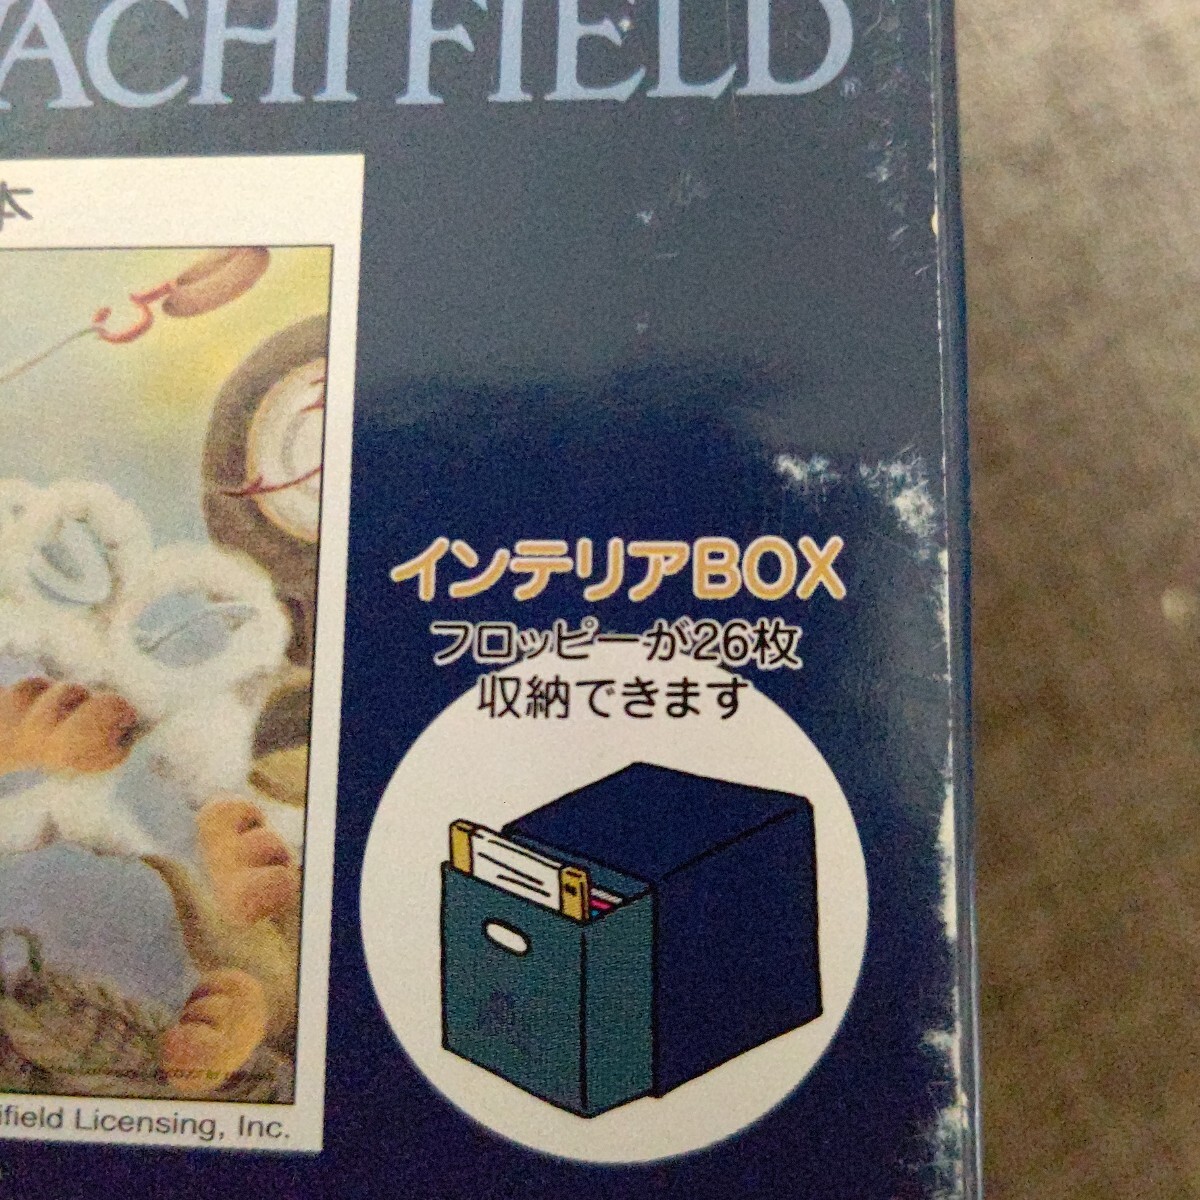 ACHI FIELD®
本
インテリアBOX
フロッピーが26枚
収納できます
ifield Licensing, Inc.